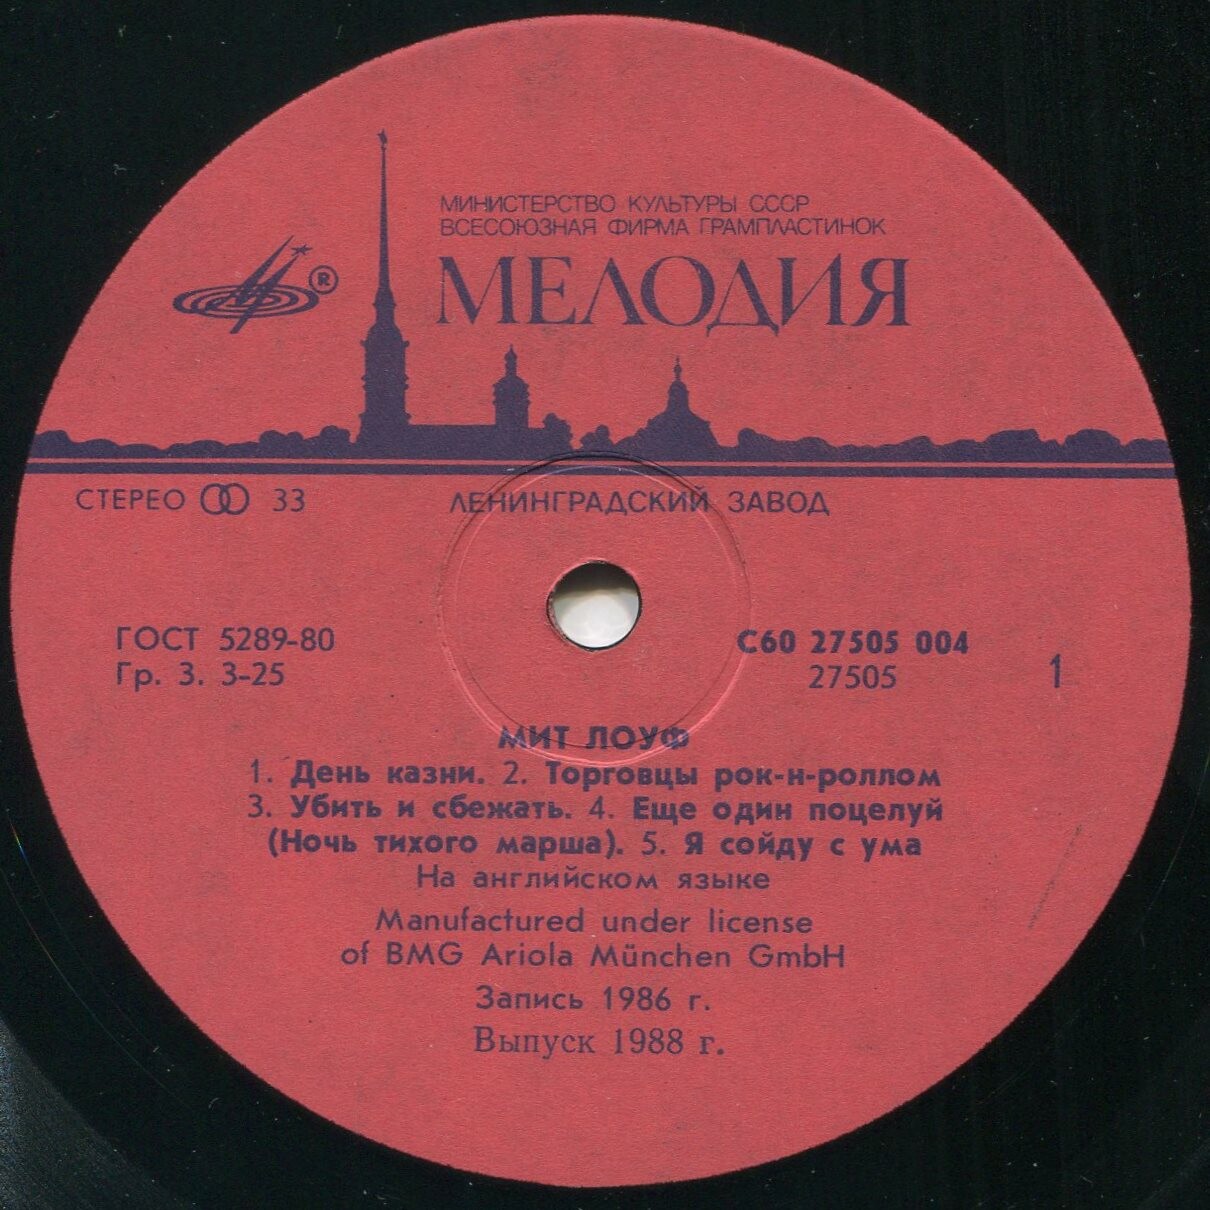 МИНИСТЕРСТВО КУЛЬТУРЫ СССР
ВСЕСОЮЗНАЯ ФИРМА ГРАМПЛАСТИНОК
МЕЛОДИЯ
®
СТЕРЕО 33
ЛЕНИНГРАДСКИЙ ЗАВОД
ГОСТ 5289-80
Гр. 3. 3-25
С60 27505 004
27505
1
МИТ ЛОУФ
1. День казни. 2. Торговцы рок-н-роллом
3. Убить и сбежать. 4. Еще один поцелуй
(Ночь тихого марша). 5. Я сойду с ума
На английском языке
Manufactured under license
of BMG Ariola München GmbH
Запись 1986 г.
Выпуск 1988 г.